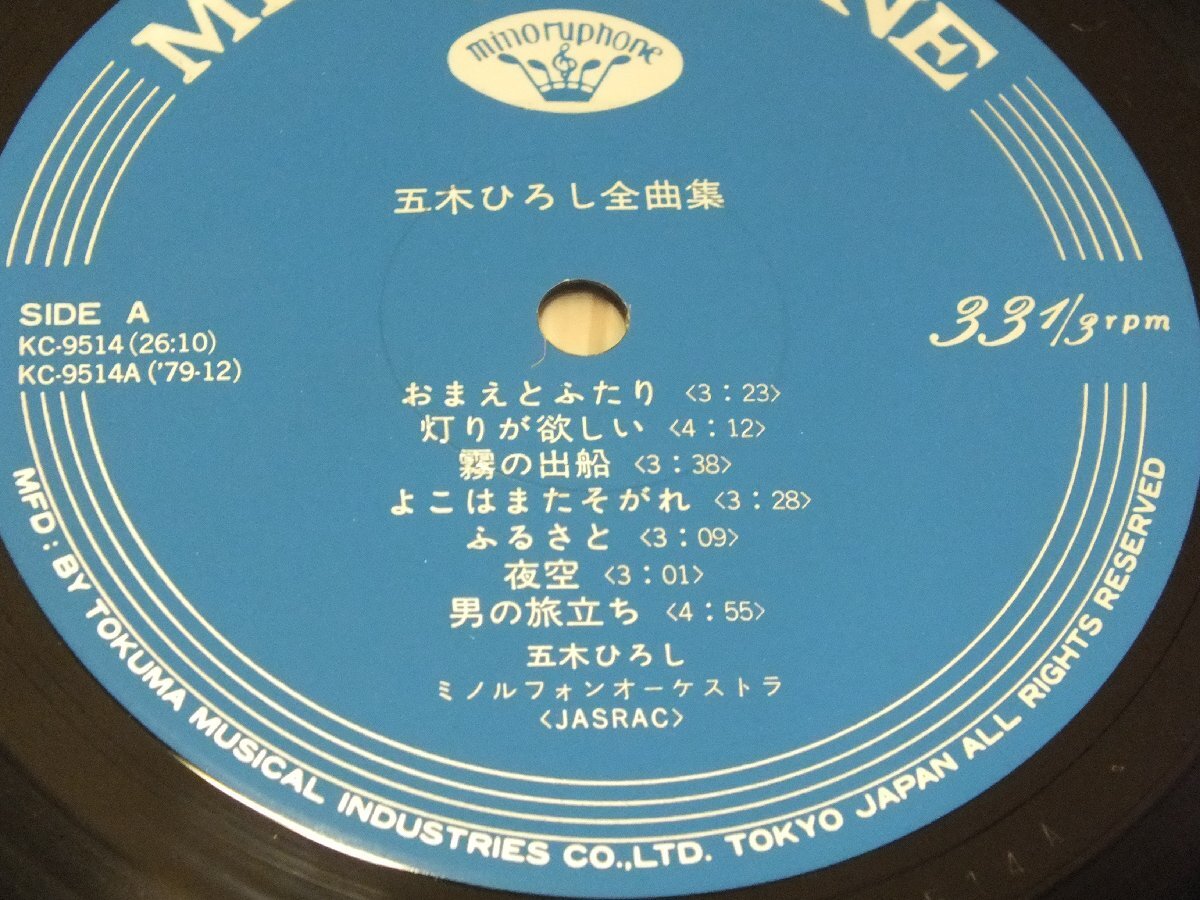 minoruphone
五木ひろし全曲集
SIDE A
KC-9514 (26:10)
KC-9514A ('79-12)
33 1/3 rpm
おまえとふたり <3:23>
灯りが欲しい <4:12>
霧の出船 <3:38>
よこはまたそがれ <3:28>
ふるさと <3:09>
夜空 <3:01>
男の旅立ち <4:55>
五木ひろし
ミノルフォンオーケストラ
<JASRAC>
MFD: BY TOKUMA MUSICAL INDUSTRIES CO.,LTD. TOKYO JAPAN ALL RIGHTS RESERVED